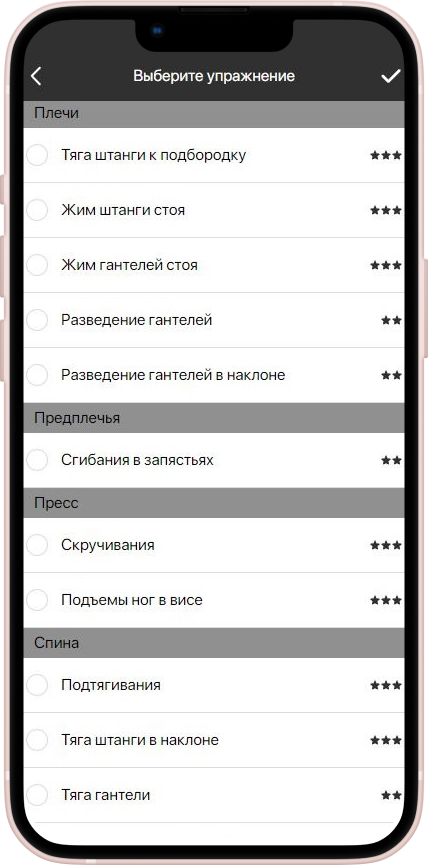 Выберите упражнение
Плечи
Тяга штанги к подбородку ★★★
Жим штанги стоя ★★★
Жим гантелей стоя ★★★
Разведение гантелей ★★
Разведение гантелей в наклоне ★★
Предплечья
Сгибания в запястьях ★★
Пресс
Скручивания ★★★
Подъемы ног в висе ★★★
Спина
Подтягивания ★★★
Тяга штанги в наклоне ★★★
Тяга гантели ★★